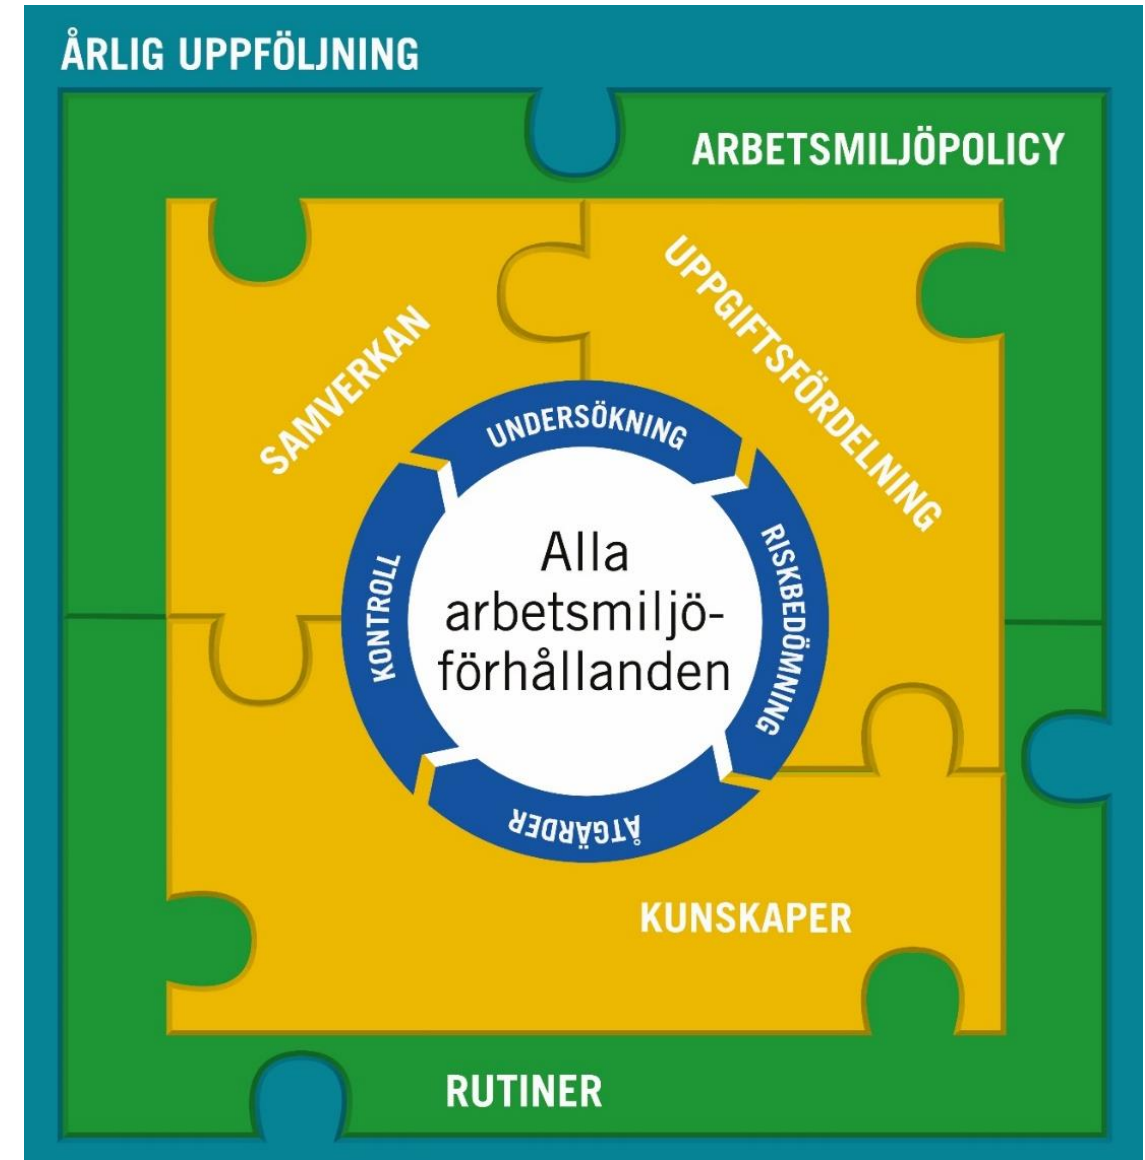 ÅRLIG UPPFÖLJNING
ARBETSMILJÖPOLICY
SAMVERKAN
UPPGIFTSFÖRDELNING
UNDERSÖKNING
RISKBEDÖMNING
ÅTGÄRDER
KONTROLL
Alla
arbetsmiljö-
förhållanden
KUNSKAPER
RUTINER